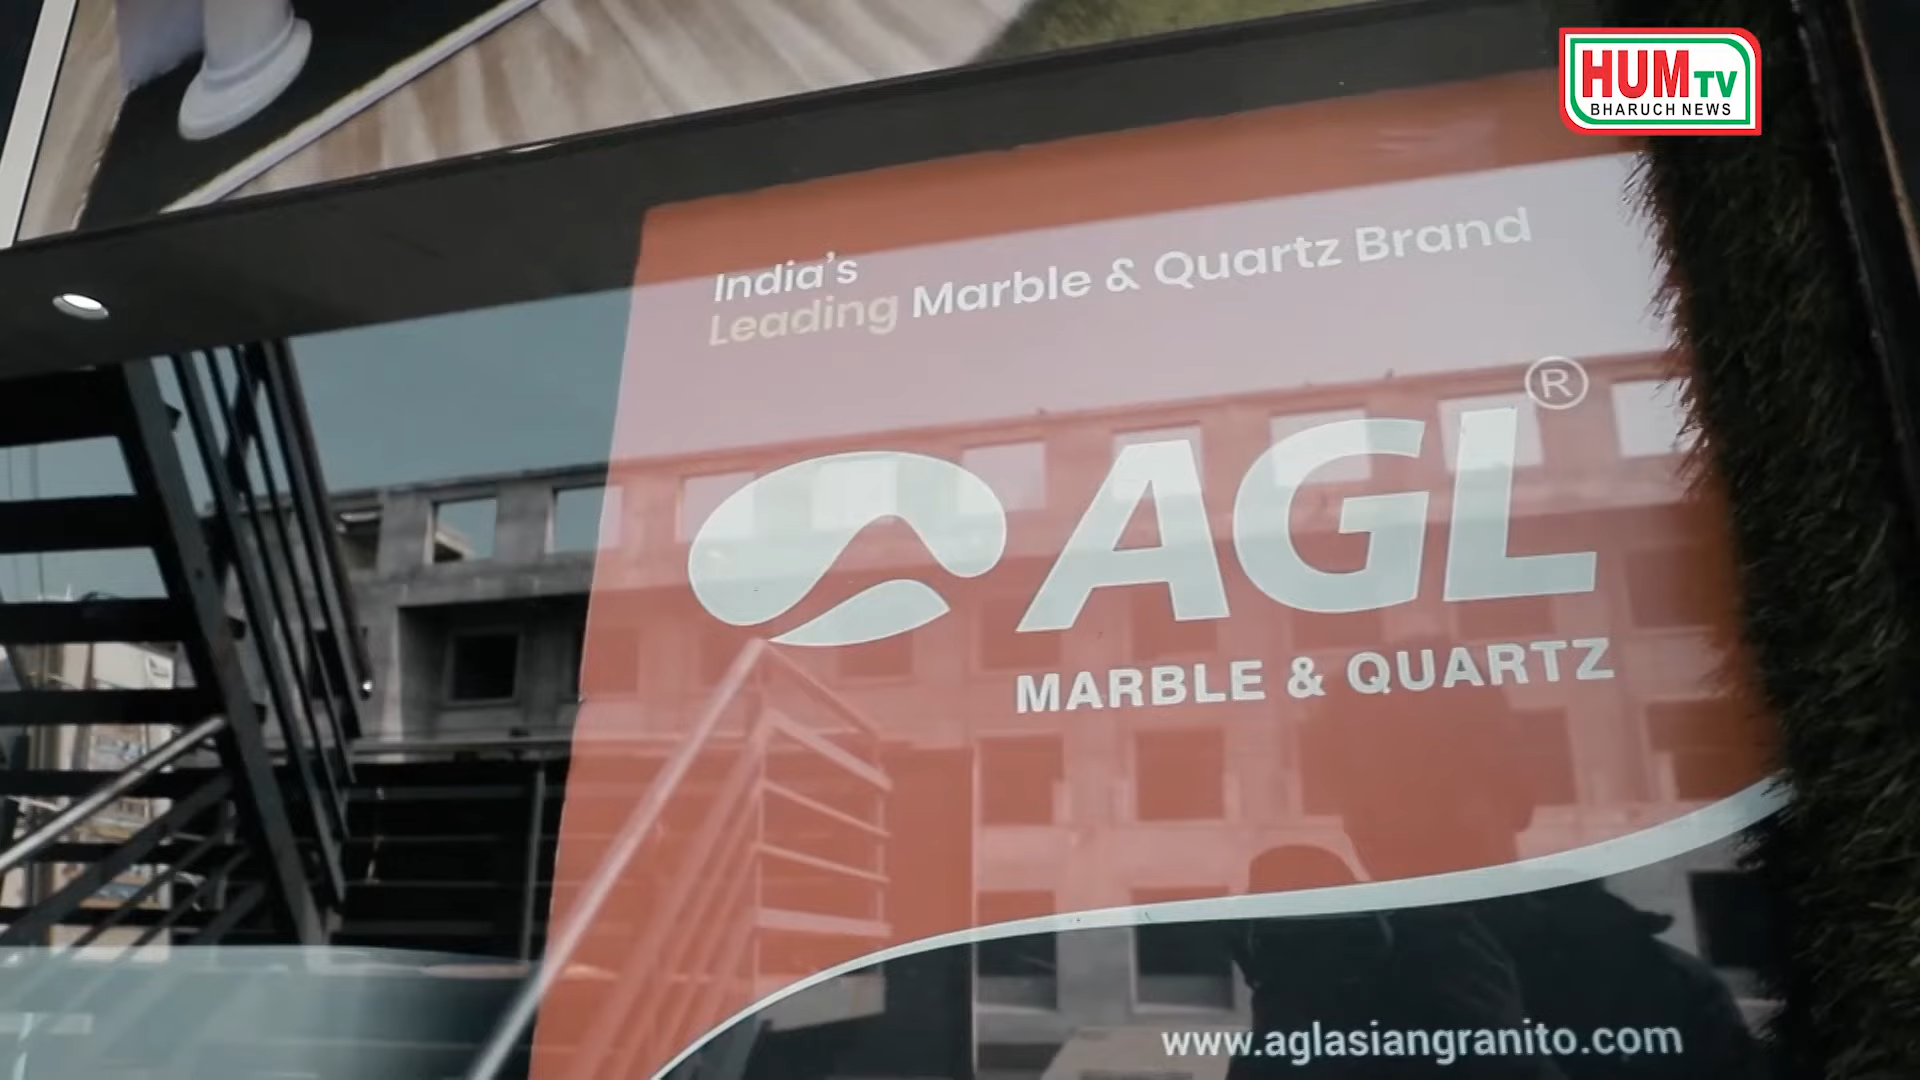 HUM TV
BHARUCH NEWS
India's
Leading Marble & Quartz Brand
AGL®
MARBLE & QUARTZ
www.aglasiangranito.com